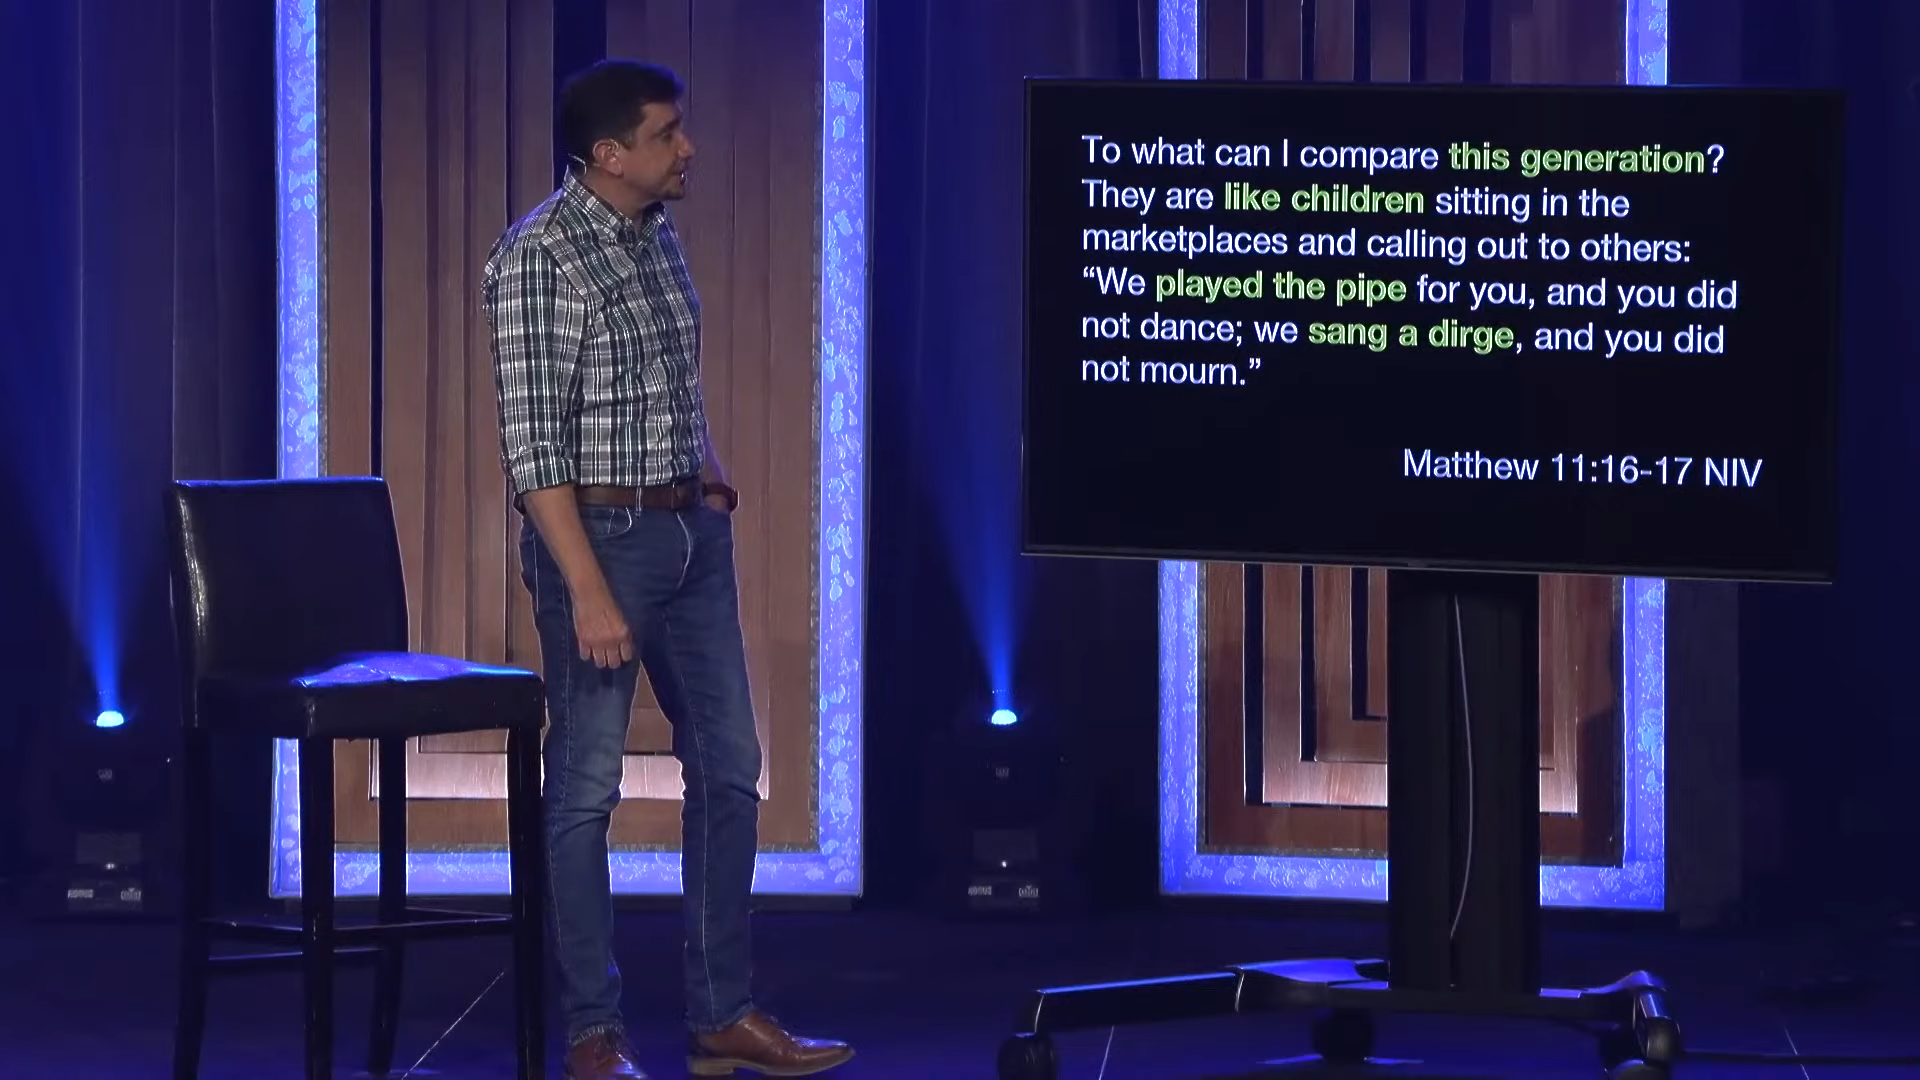 To what can I compare this generation?
They are like children sitting in the
marketplaces and calling out to others:
“We played the pipe for you, and you did
not dance; we sang a dirge, and you did
not mourn.”
Matthew 11:16-17 NIV